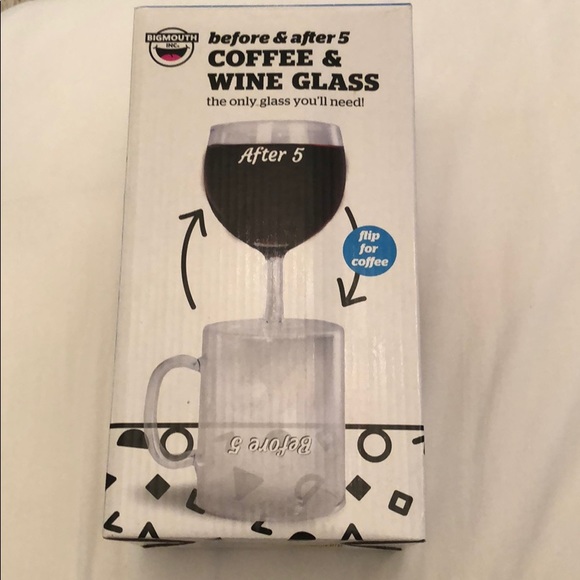 BIGMOUTH
INC.
before & after 5
COFFEE &
WINE GLASS
the only glass you'll need!
After 5
flip
for
coffee
Before 5